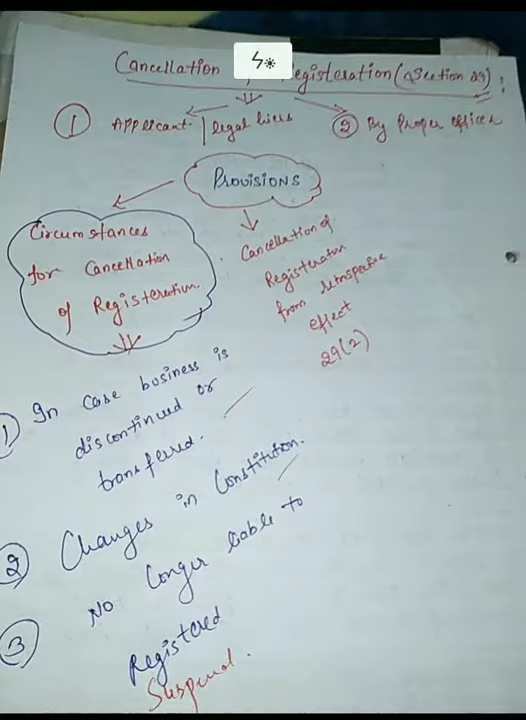 Cancellation Registeration (Section 29) :
① Applicant / legal hiers
② By Proper officer
Provisions
Circumstances
for Cancellation
of Registeration
Cancellation of
Registeration
from retrospective
effect
29(2)
① In case business is
discontinued or
transferred.
② Changes in Constitution.
③ No longer liable to
Registered
Suspend.